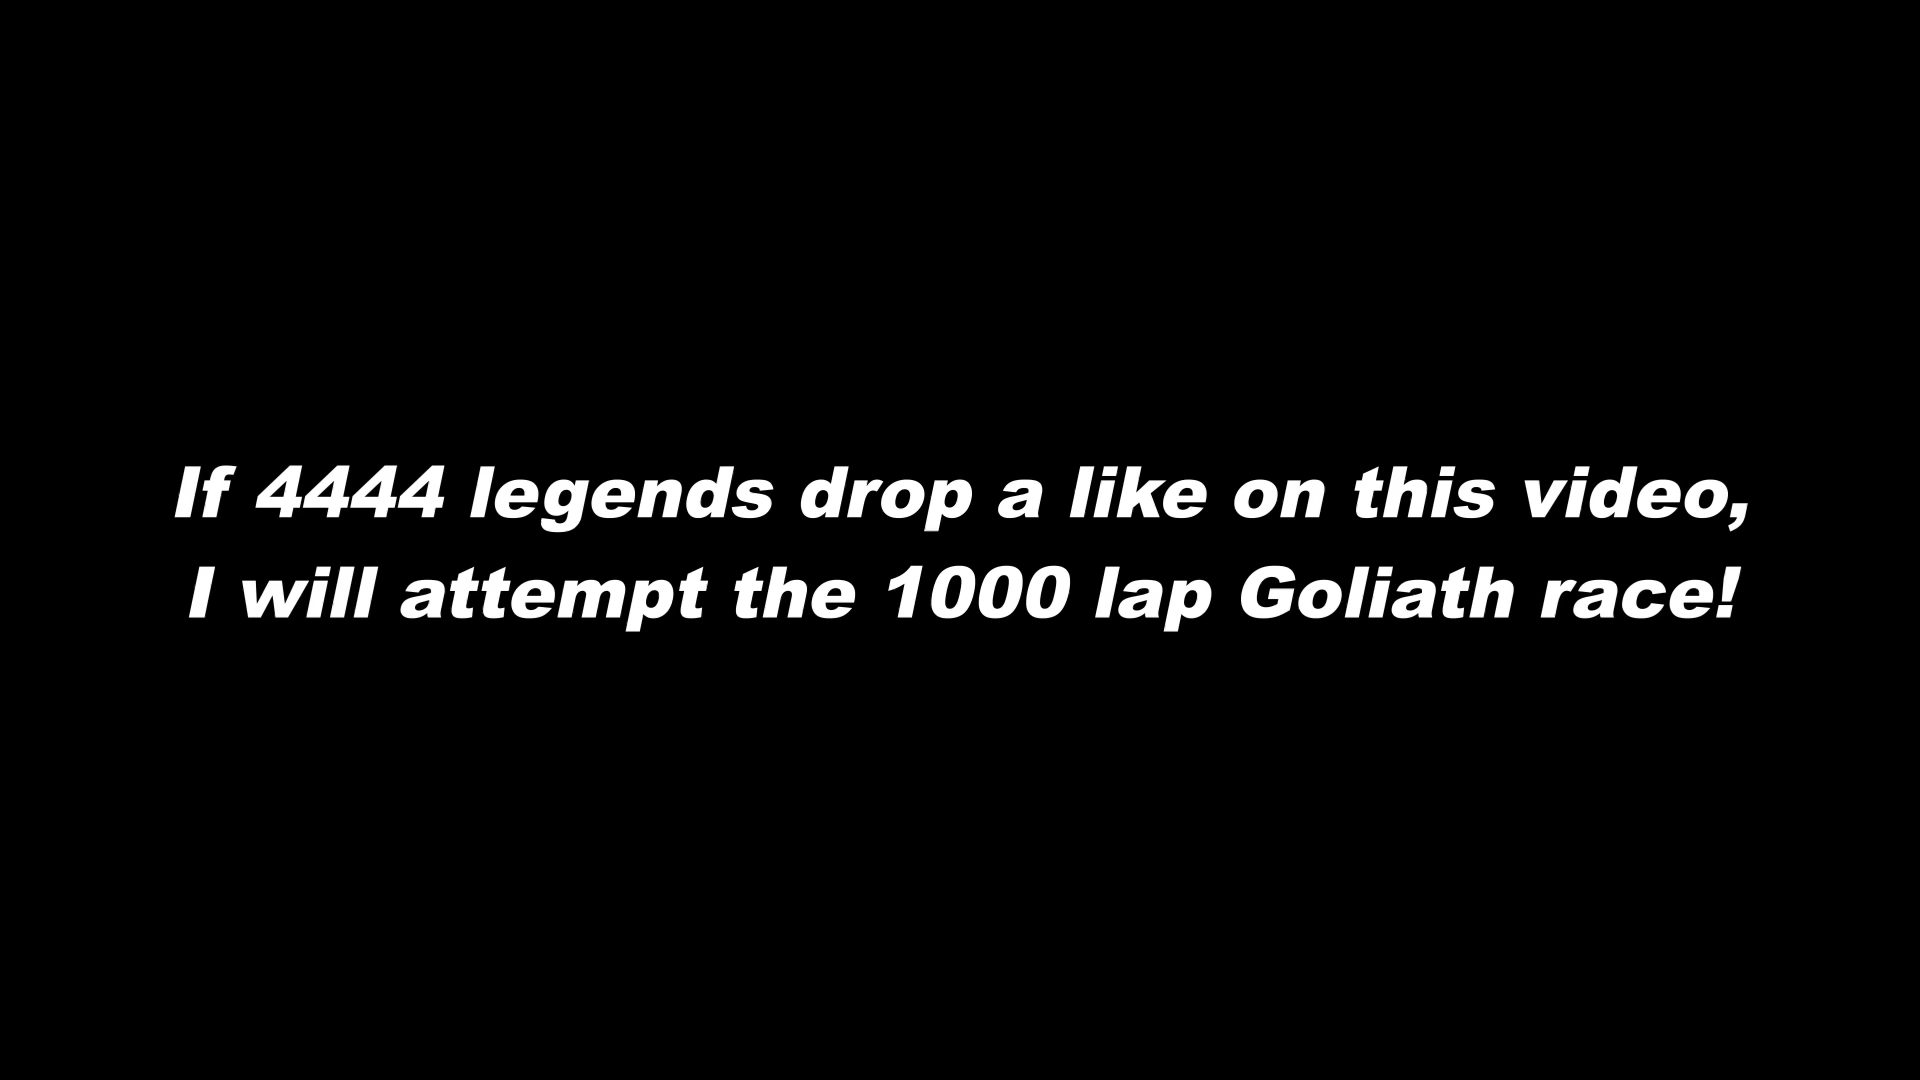 If 4444 legends drop a like on this video,
I will attempt the 1000 lap Goliath race!